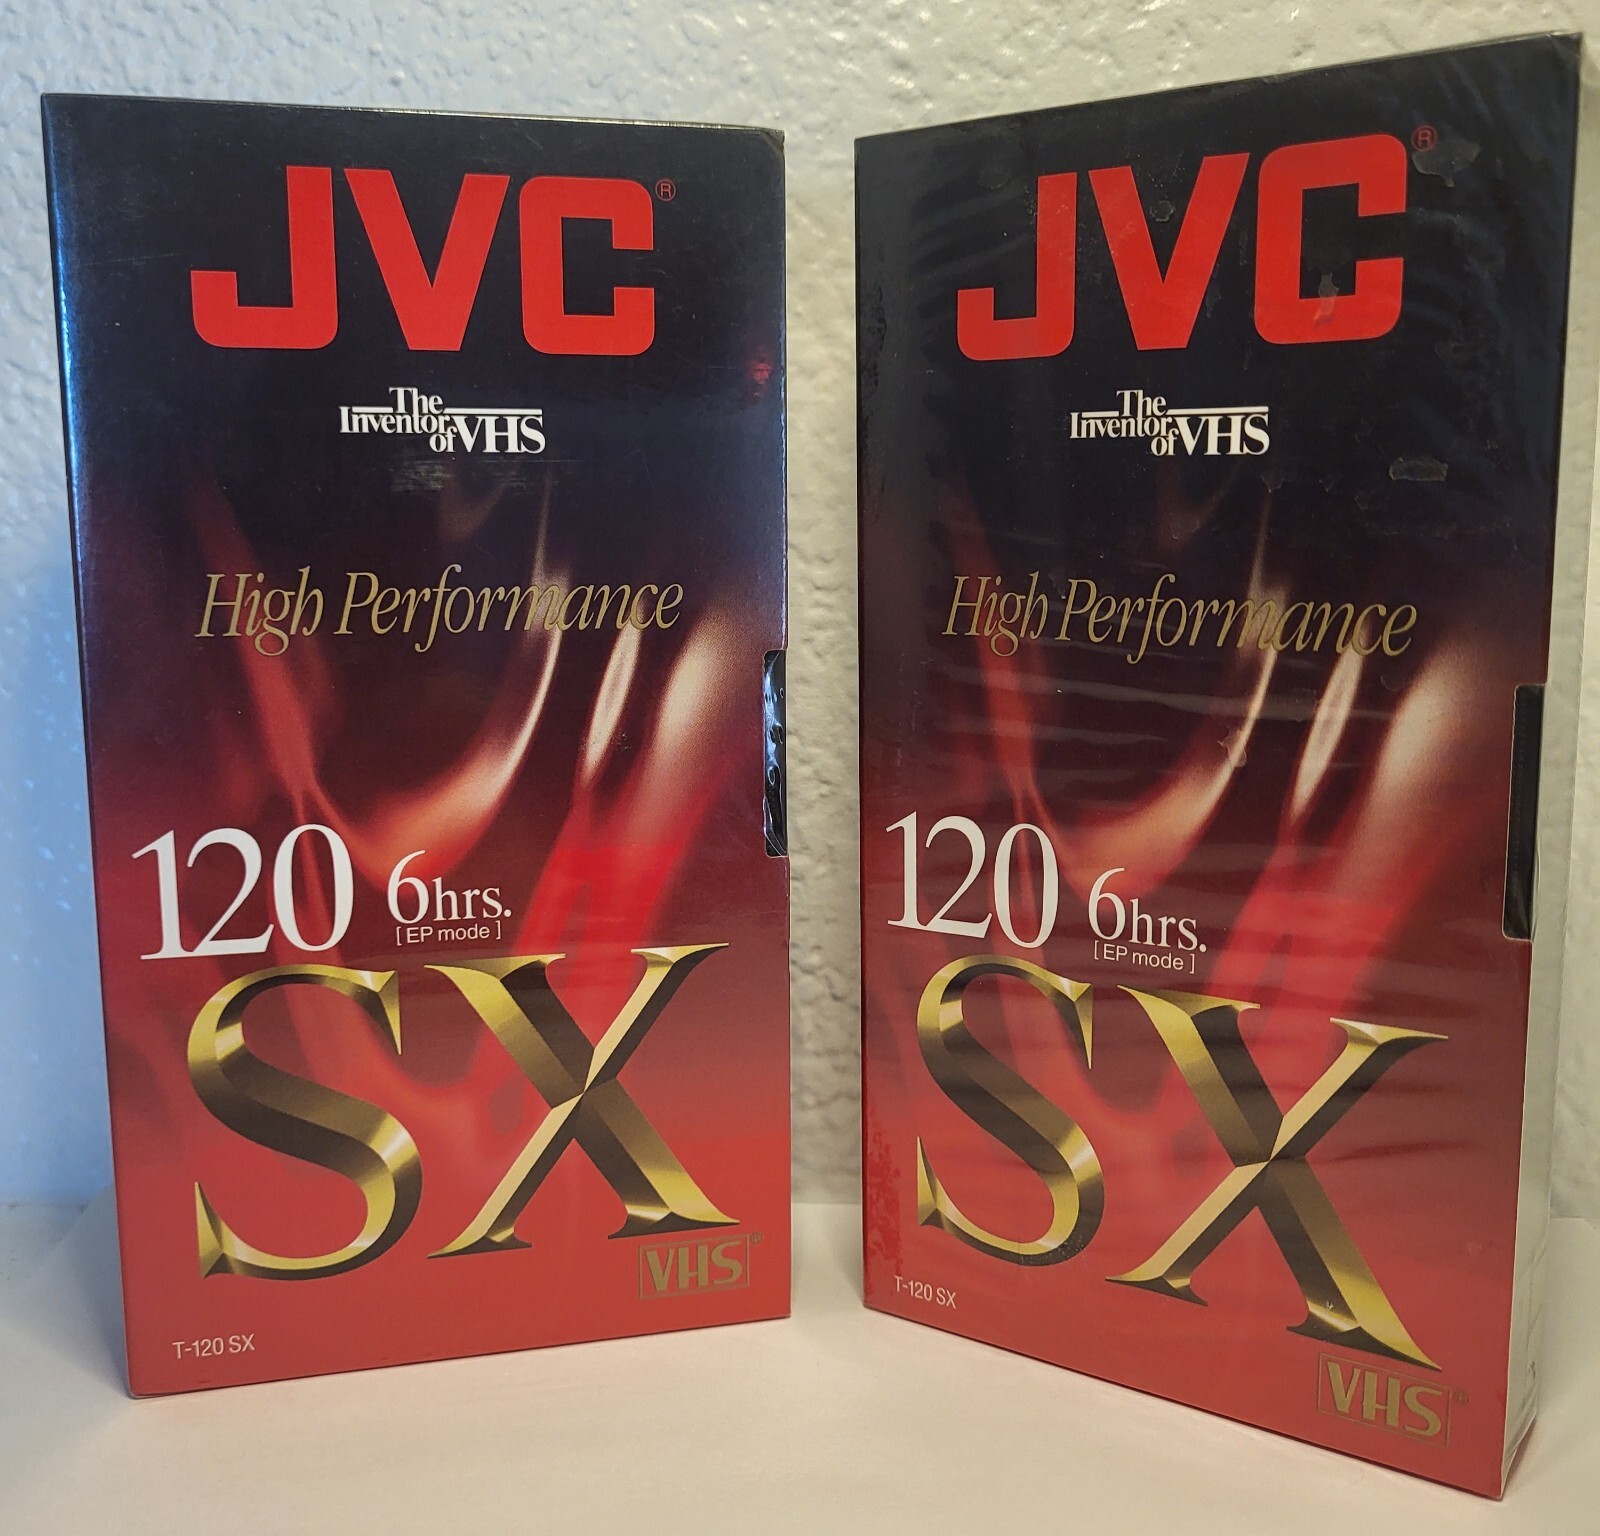 JVC®
The
Inventor
of VHS
High Performance
120 6hrs.
[EP mode]
SX
VHS®
T-120 SX
JVC®
The
Inventor
of VHS
High Performance
120 6hrs.
[EP mode]
SX
T-120 SX
VHS®